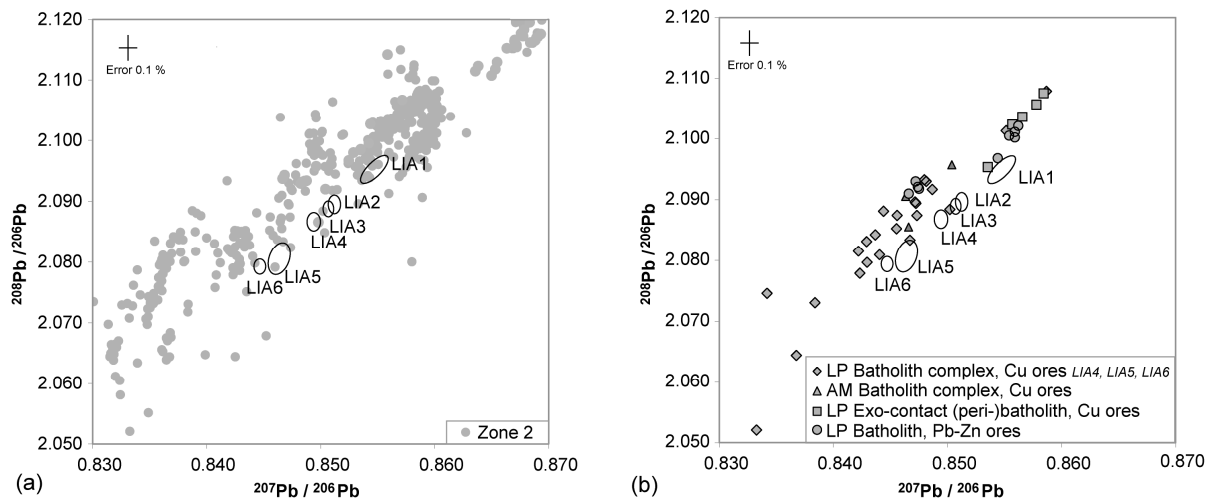 2.120
2.110
2.100
2.090
2.080
2.070
2.060
2.050
208Pb /206Pb
Error 0.1 %
LIA1
LIA2
LIA3
LIA4
LIA5
LIA6
Zone 2
0.830 0.840 0.850 0.860 0.870
(a)
207Pb / 206Pb
2.120
2.110
2.100
2.090
2.080
2.070
2.060
2.050
208Pb /206Pb
Error 0.1 %
LIA1
LIA2
LIA3
LIA4
LIA5
LIA6
LP Batholith complex, Cu ores LIA4, LIA5, LIA6
AM Batholith complex, Cu ores
LP Exo-contact (peri-)batholith, Cu ores
LP Batholith, Pb-Zn ores
0.830 0.840 0.850 0.860 0.870
(b)
207Pb / 206Pb